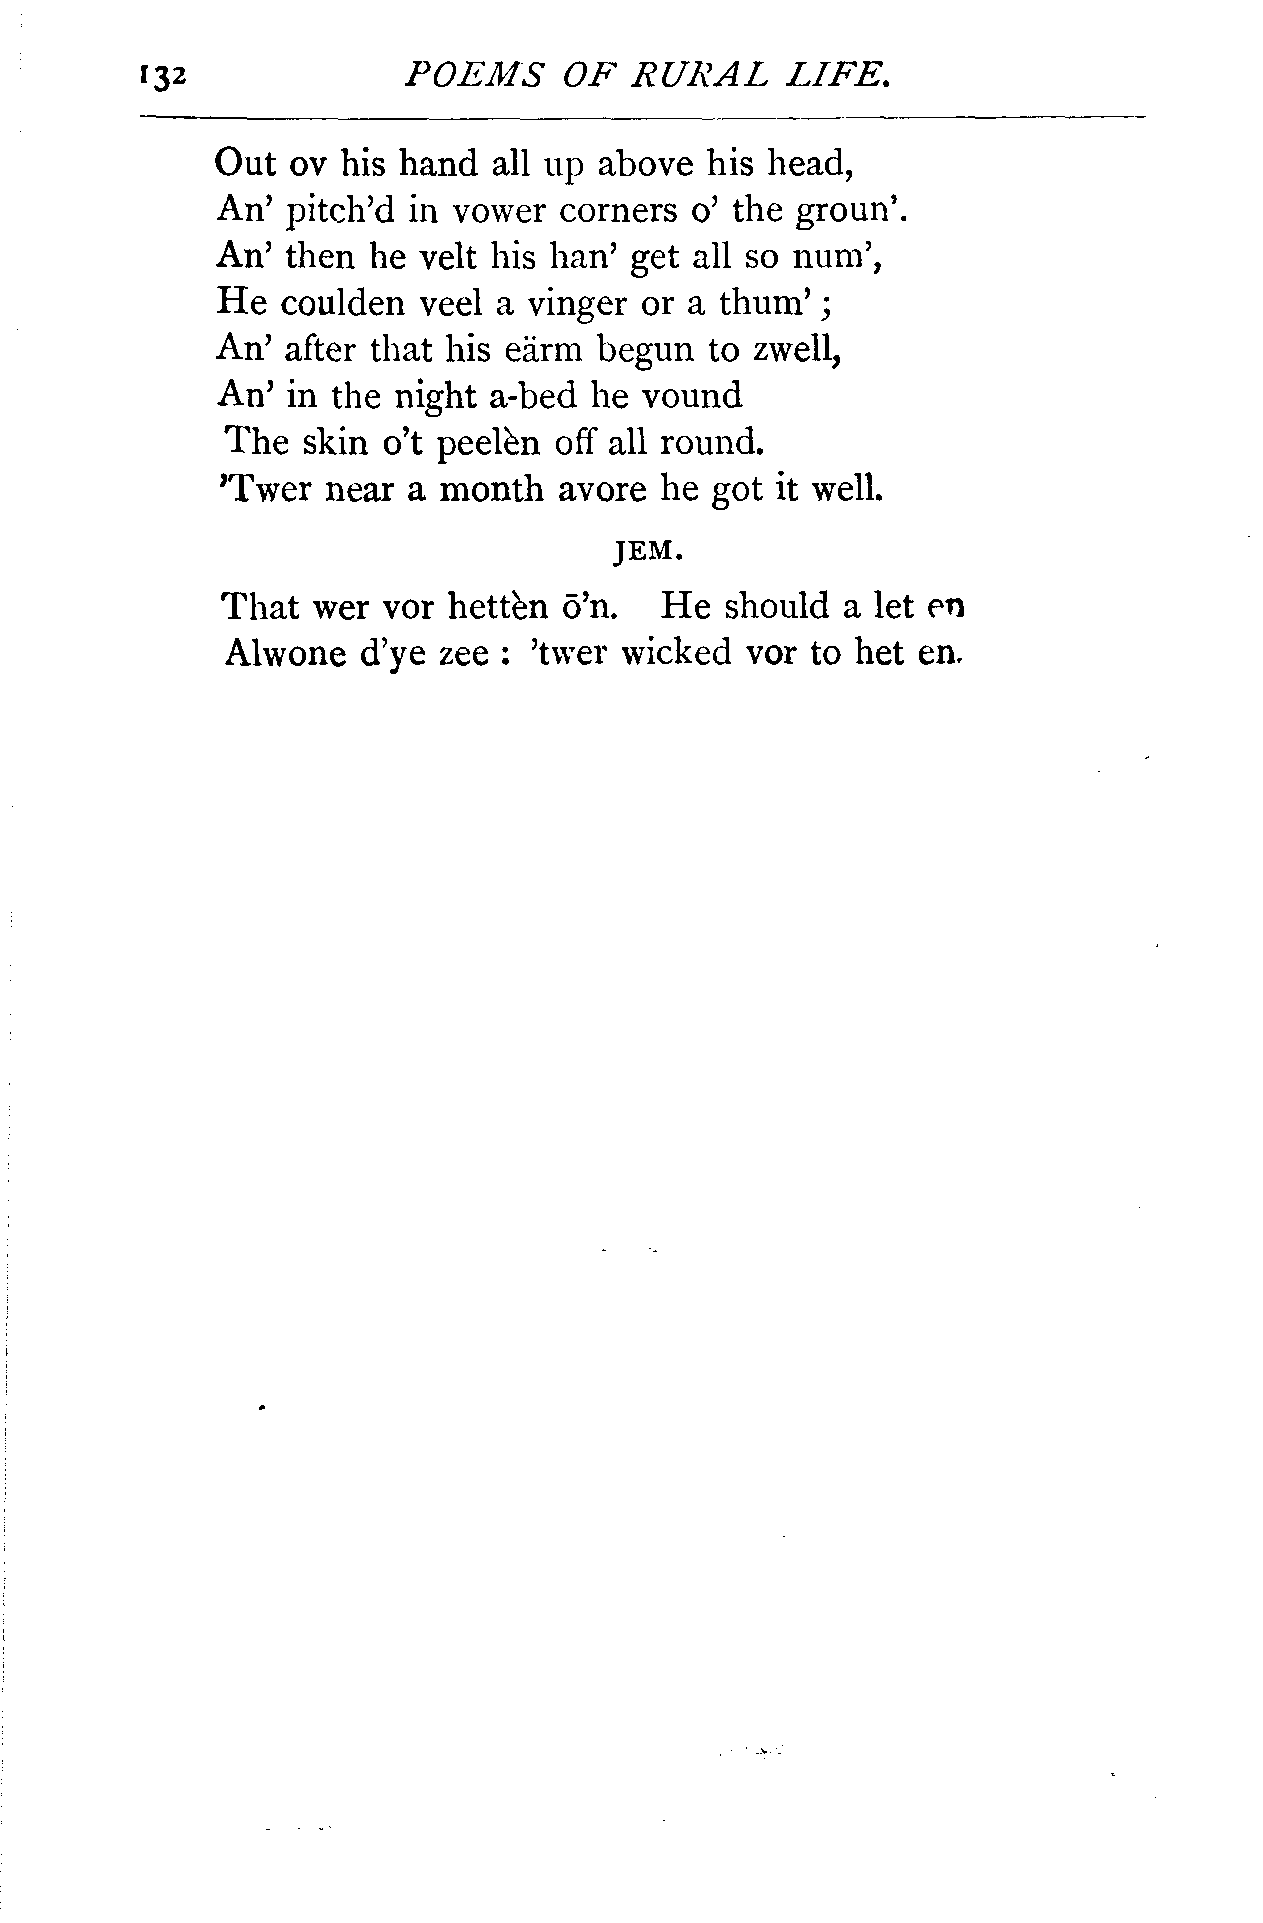 132 POEMS OF RURAL LIFE.
Out ov his hand all up above his head,
An' pitch'd in vower corners o' the groun'.
An' then he velt his han' get all so num',
He coulden veel a vinger or a thum' ;
An' after that his eärm begun to zwell,
An' in the night a-bed he vound
The skin o't peelèn off all round.
'Twer near a month avore he got it well.
JEM.
That wer vor hettèn ō'n. He should a let en
Alwone d'ye zee : 'twer wicked vor to het en.